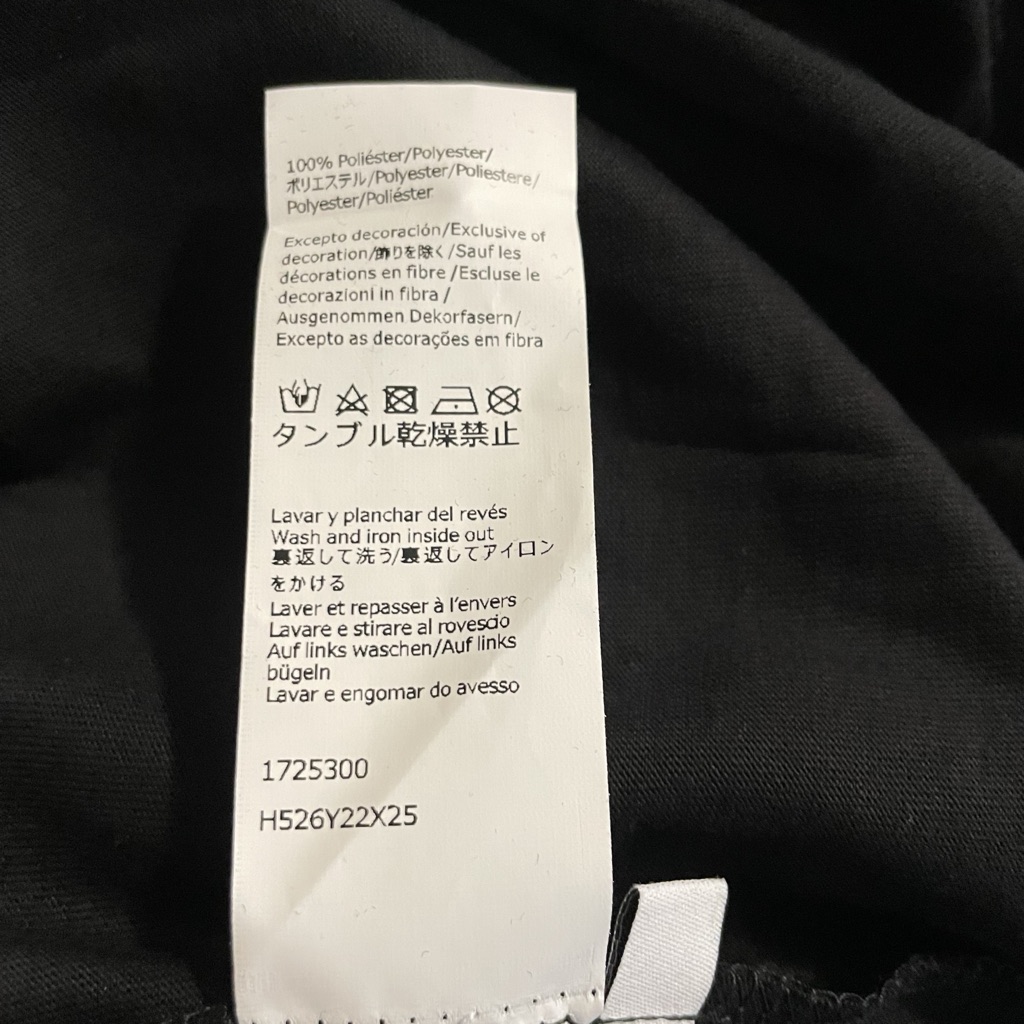 100% Poliéster/Polyester/
ポリエステル/Polyester/Poliestere/
Polyester/Poliéster
Excepto decoración/Exclusive of
decoration/飾りを除く/Sauf les
décorations en fibre /Escluse le
decorazioni in fibra /
Ausgenommen Dekorfasern/
Excepto as decorações em fibra
タンブル乾燥禁止
Lavar y planchar del revés
Wash and iron inside out
裏返して洗う/裏返してアイロン
をかける
Laver et repasser à l'envers
Lavare e stirare al rovescio
Auf links waschen/Auf links
bügeln
Lavar e engomar do avesso
1725300
H526Y22X25